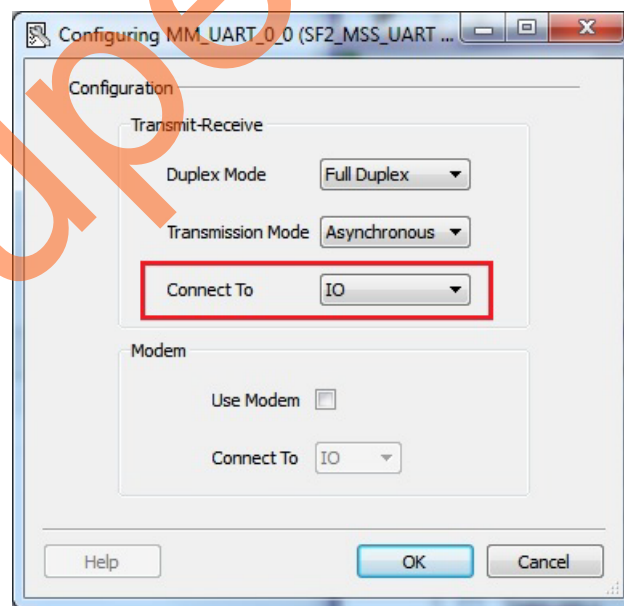 Configuring MM_UART_0_0 (SF2_MSS_UART ...
Configuration
Transmit-Receive
Duplex Mode Full Duplex
Transmission Mode Asynchronous
Connect To IO
Modem
Use Modem
Connect To IO
Help OK Cancel